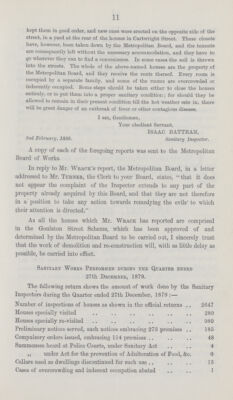 11
kept them in good order, and new ones were erected on the opposite side of the
street, in a yard at the rear of the houses in Cartwright Street. These closets
have, however, been taken down by the Metropolitan Board, and the tenants
are consequently left without the necessary accommodation, and they have to
go wherever they can to find a convenience. In some cases the soil is thrown
into the streets. The whole of the above-named houses are the property of
the Metropolitan Board, and they receive the rents thereof. Every room is
occupied by a separate family, and some of the rooms are overcrowded or
indecently occupied. Some steps should be taken either to close the houses
entirely, or to put them into a proper sanitary condition; for should they be
allowed to remain in their present condition till the hot weather sets in, there
will be great danger of an outbreak of fever or other contagious disease.
I am, Gentlemen,
Your obedient Servant,
ISAAC BATTRAM,
2nd February, 1880. Sanitary Inspector.
A copy of each of the foregoing reports was sent to the Metropolitan
Board of Works.
In reply to Mr. WRACK'S report, the Metropolitan Board, in a letter
addressed to Mr. TURNER, the Clerk to your Board, states, "that it does
not appear the complaint of the Inspector extends to any part of the
property already acquired by this Board, and that they are not therefore
in a position to take any action towards remedying the evils to which
their attention is directed."
As all the houses which Mr. WRACK has reported are comprised
in the Goulston Street Scheme, which has been approved of and
determined by the Metropolitan Board to be carried out, I sincerely trust
that the work of demolition and re-construction will, with as little delay as
possible, be carried into effect.
SANITARY WORKS PERFORMED DURING THE QUARTER ENDED
27TH DECEMBER, 1879.
The following return shows the amount of work done by the Sanitary
Inspectors during the Quarter ended 27th December, 1879 :—
Number of inspections of houses as shown in the official returns .. 2647
Houses specially visited .. 280
Houses specially re-visited .. 980
Preliminary notices served, such notices embracing 273 premises .. 185
Compulsory orders issued, embracing 114 premises .. 48
Summonses heard at Police Courts, under Sanitary Act .. 4
„ under Act for the prevention of Adulteration of Food, &c. 6
Cellars used as dwellings discontinued for such use .. 15
Cases of overcrowding and indecent occupation abated .. 1